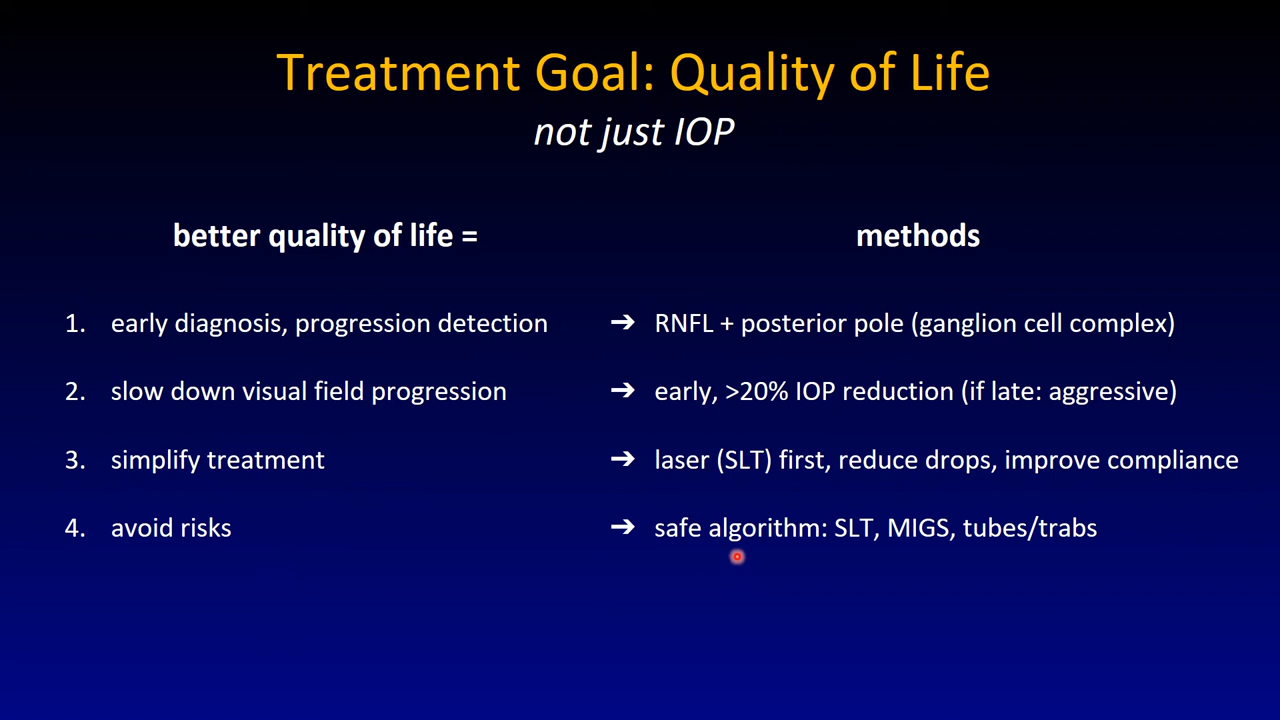 Treatment Goal: Quality of Life
not just IOP
better quality of life =
methods
1. early diagnosis, progression detection ➔ RNFL + posterior pole (ganglion cell complex)
2. slow down visual field progression ➔ early, >20% IOP reduction (if late: aggressive)
3. simplify treatment ➔ laser (SLT) first, reduce drops, improve compliance
4. avoid risks ➔ safe algorithm: SLT, MIGS, tubes/trabs